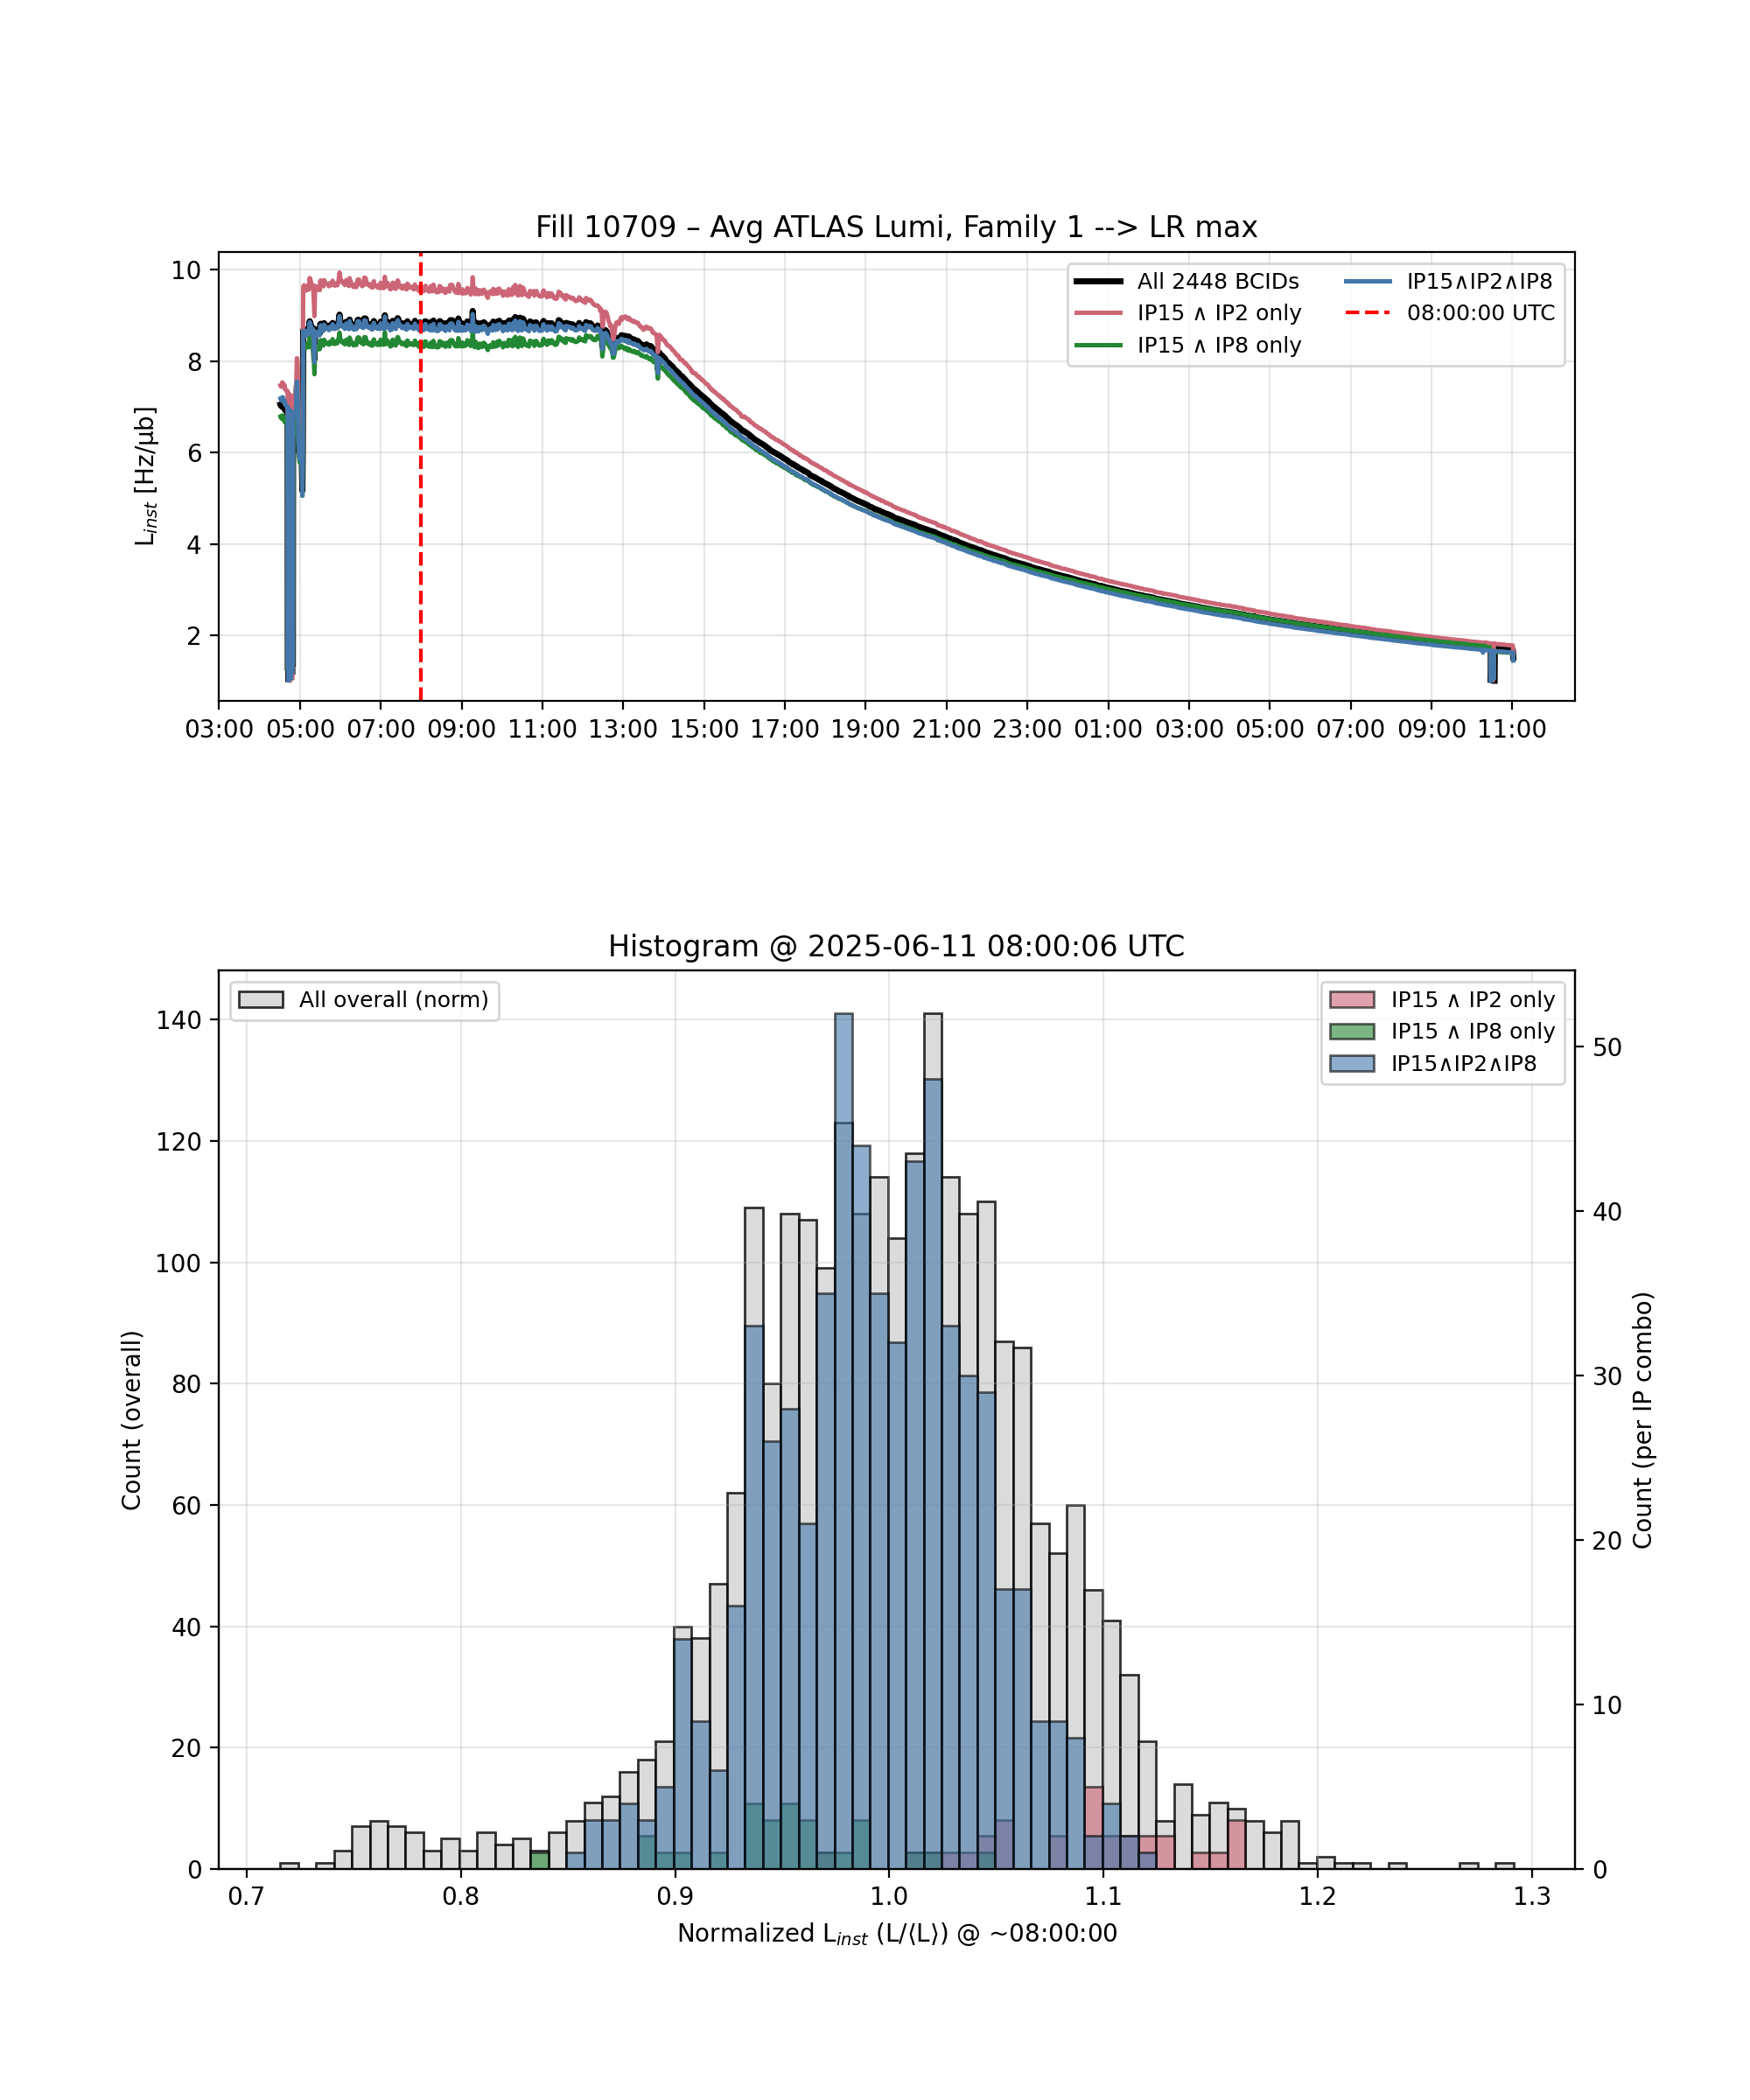 Fill 10709 – Avg ATLAS Lumi, Family 1 --> LR max
L_inst [Hz/μb]
10
8
6
4
2
All 2448 BCIDs
IP15 ∧ IP2 only
IP15 ∧ IP8 only
IP15∧IP2∧IP8
08:00:00 UTC
03:00 05:00 07:00 09:00 11:00 13:00 15:00 17:00 19:00 21:00 23:00 01:00 03:00 05:00 07:00 09:00 11:00
Histogram @ 2025-06-11 08:00:06 UTC
Count (overall)
140
120
100
80
60
40
20
0
All overall (norm)
IP15 ∧ IP2 only
IP15 ∧ IP8 only
IP15∧IP2∧IP8
50
40
30
20
10
0
Count (per IP combo)
0.7 0.8 0.9 1.0 1.1 1.2 1.3
Normalized L_inst (L/⟨L⟩) @ ~08:00:00